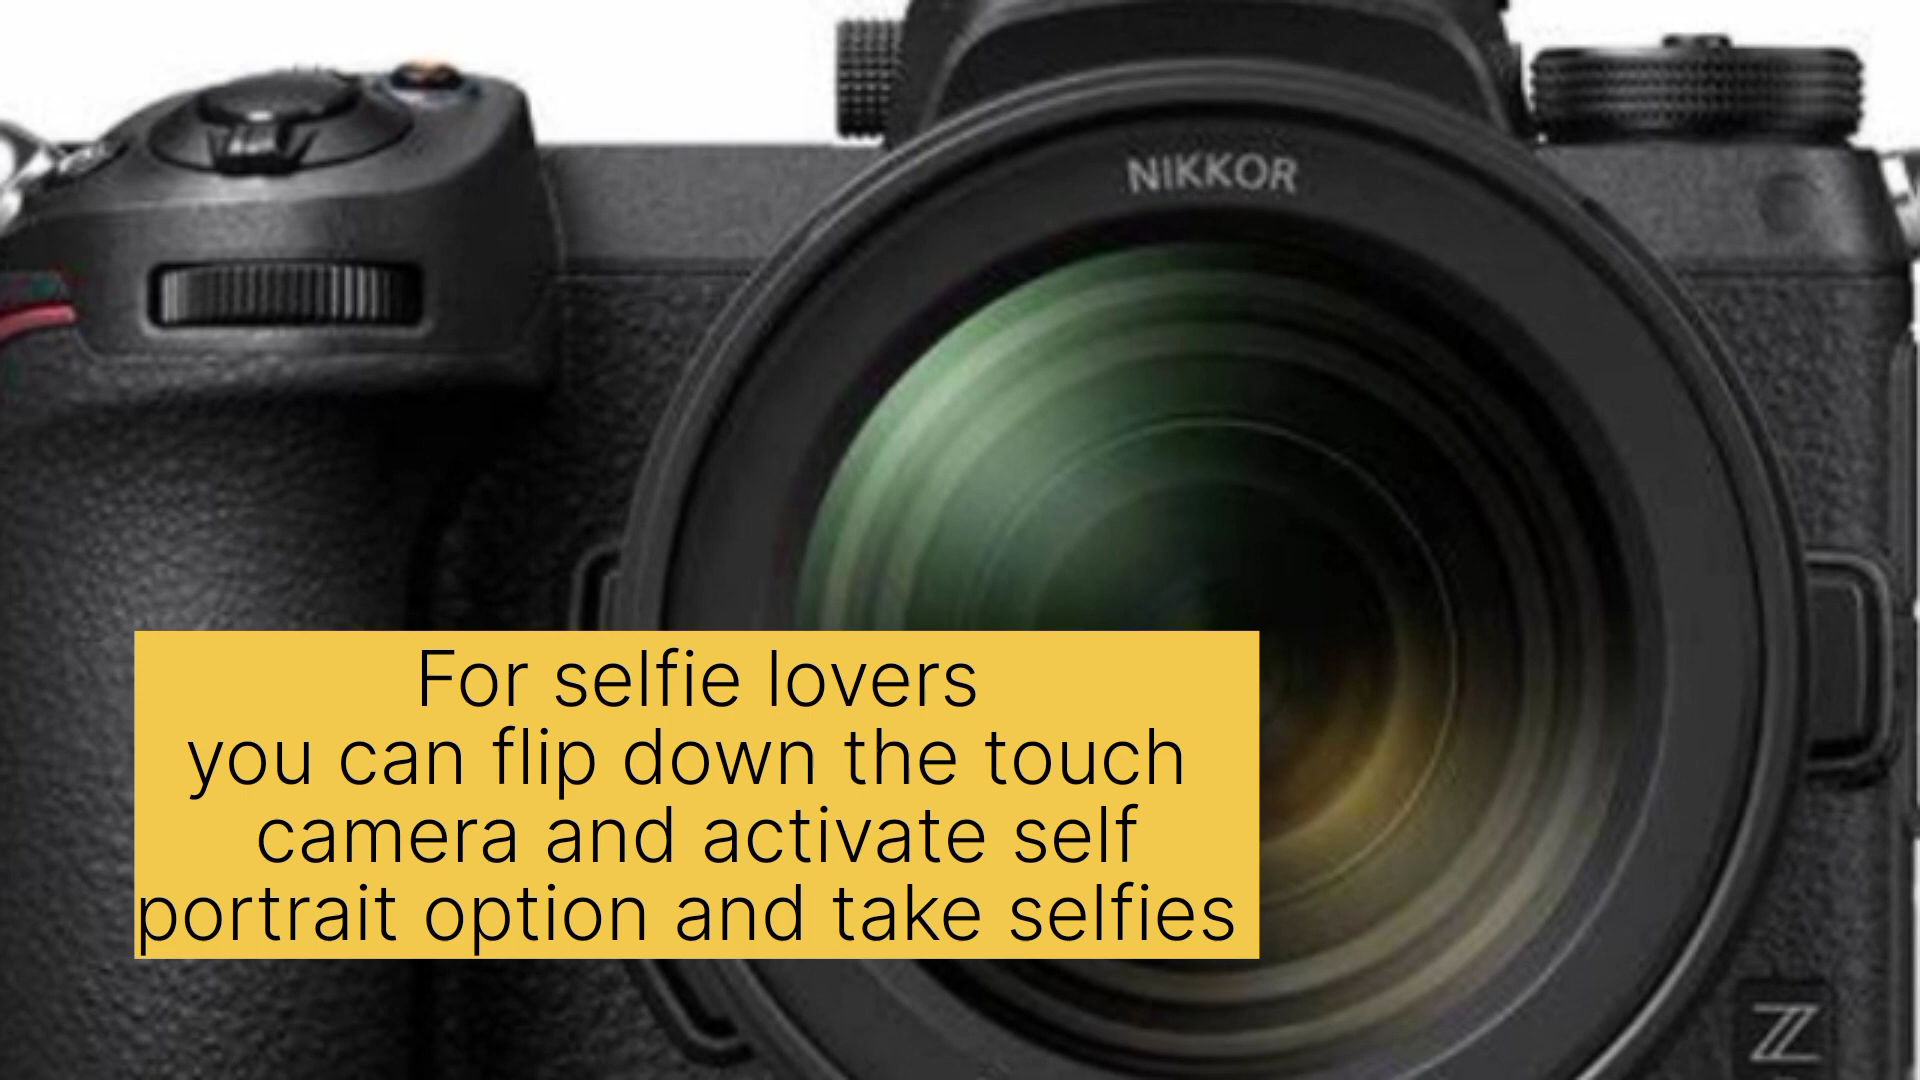 NIKKOR
For selfie lovers
you can flip down the touch
camera and activate self
portrait option and take selfies
Z